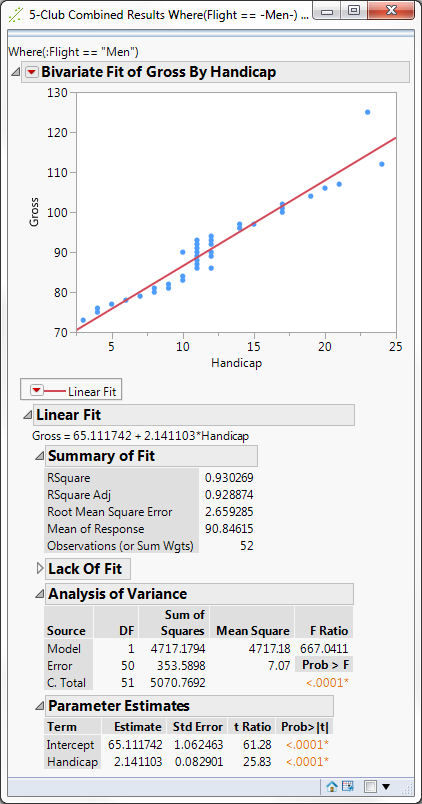 5-Club Combined Results Where(Flight == -Men-) ...
Where(:Flight == "Men")
Bivariate Fit of Gross By Handicap
130
120
110
100
90
80
70
Gross
5 10 15 20 25
Handicap
Linear Fit
Linear Fit
Gross = 65.111742 + 2.141103*Handicap
Summary of Fit
RSquare 0.930269
RSquare Adj 0.928874
Root Mean Square Error 2.659285
Mean of Response 90.84615
Observations (or Sum Wgts) 52
Lack Of Fit
Analysis of Variance
Sum of
Source DF Squares Mean Square F Ratio
Model 1 4717.1794 4717.18 667.0411
Error 50 353.5898 7.07 Prob > F
C. Total 51 5070.7692 <.0001*
Parameter Estimates
Term Estimate Std Error t Ratio Prob>|t|
Intercept 65.111742 1.062463 61.28 <.0001*
Handicap 2.141103 0.082901 25.83 <.0001*